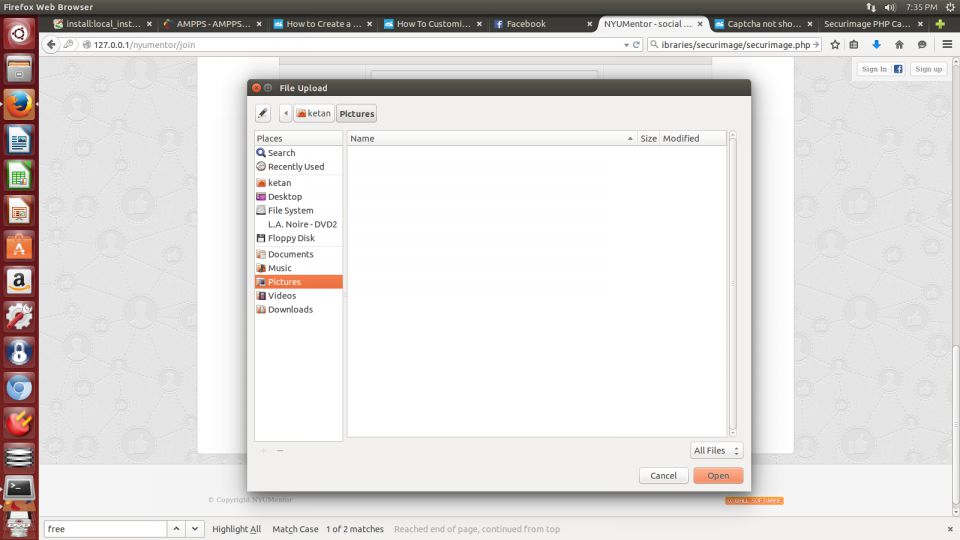 Firefox Web Browser
7:35 PM
install:local_inst...
AMPPS - AMPPS...
How to Create a ...
How To Customi...
Facebook
NYUMentor - social ...
Captcha not sho...
Securimage PHP Ca...
127.0.0.1/nyumentor/join
ibraries/securimage/securimage.php
Sign In
Sign up
File Upload
ketan
Pictures
Places
Name
Size
Modified
Search
Recently Used
ketan
Desktop
File System
L.A. Noire - DVD2
Floppy Disk
Documents
Music
Pictures
Videos
Downloads
All Files
Cancel
Open
© Copyright NYUMentor
free
Highlight All
Match Case
1 of 2 matches
Reached end of page, continued from top